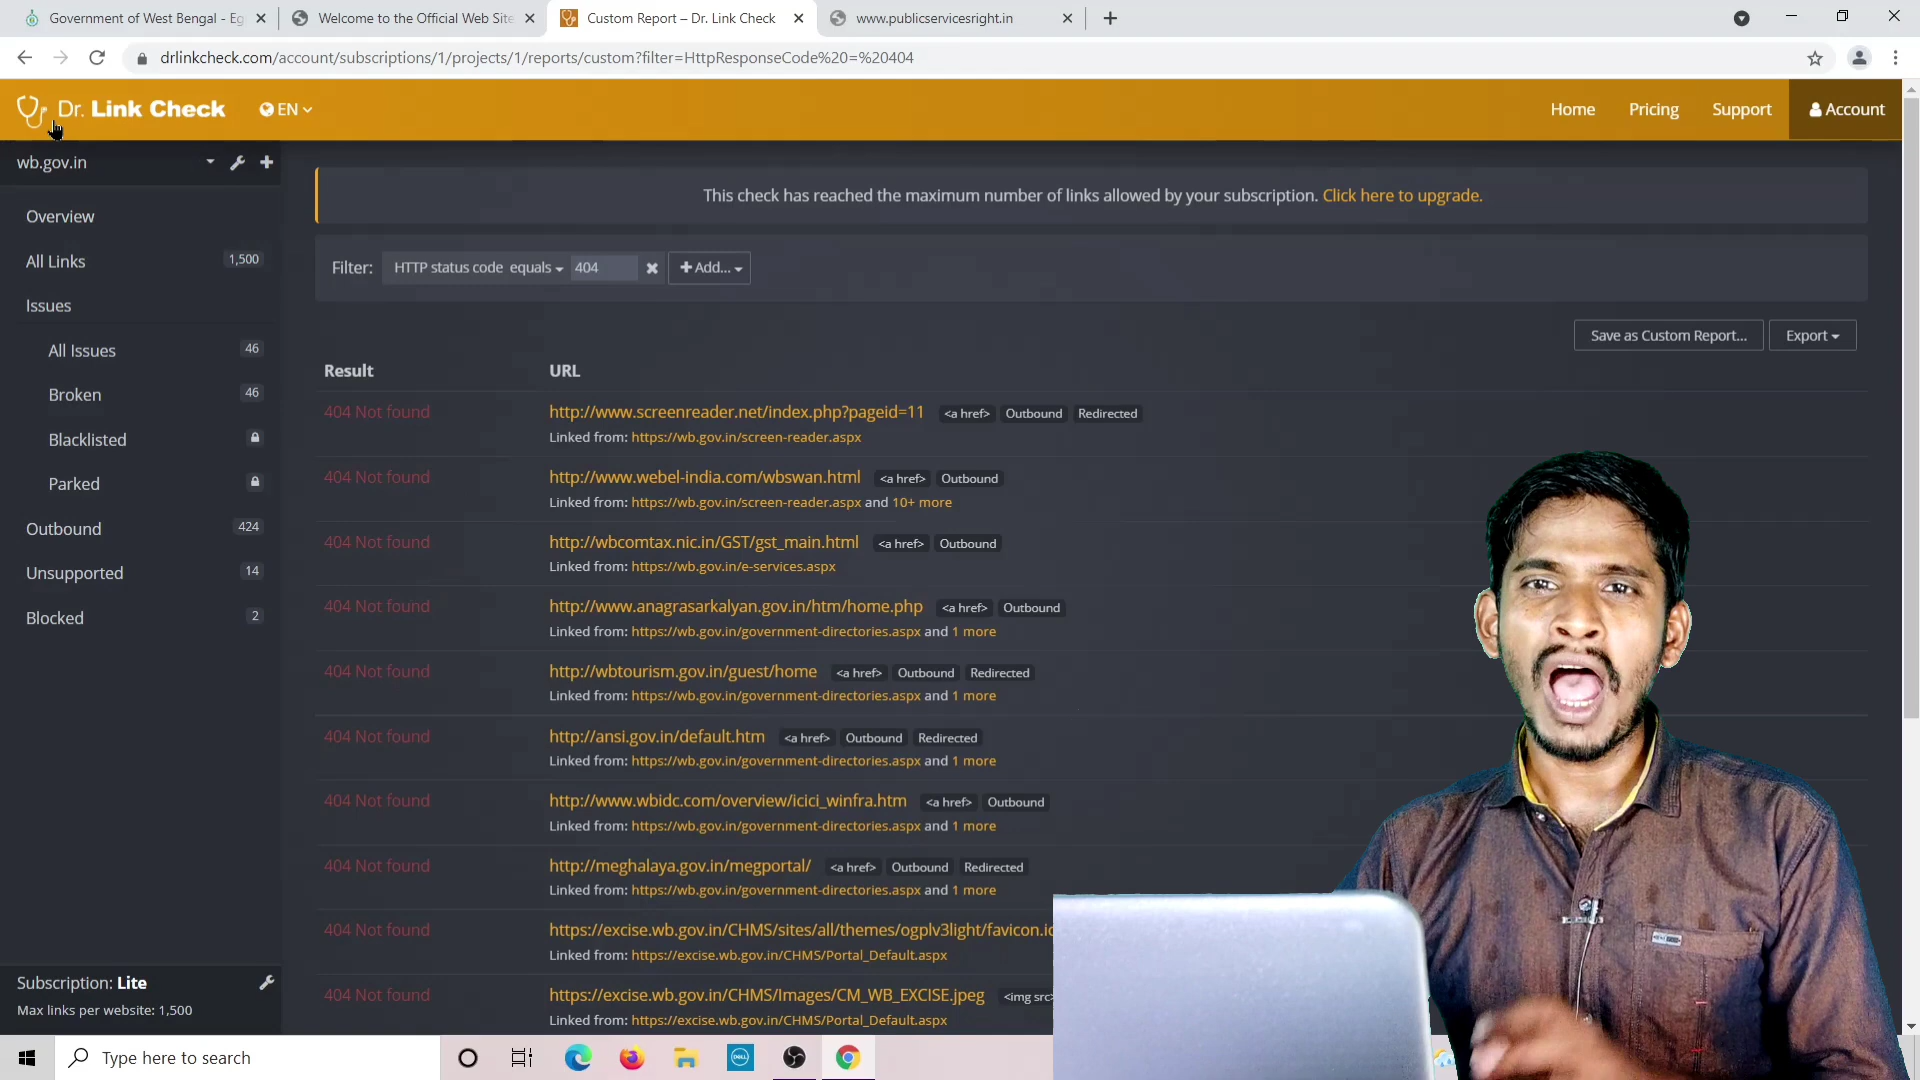 Government of West Bengal - Eg
Welcome to the Official Web Site
Custom Report – Dr. Link Check
www.publicservicesright.in
drlinkcheck.com/account/subscriptions/1/projects/1/reports/custom?filter=HttpResponseCode%20=%20404
Dr. Link Check
EN
Home
Pricing
Support
Account
wb.gov.in
Overview
All Links 1,500
Issues
All Issues 46
Broken 46
Blacklisted
Parked
Outbound 424
Unsupported 14
Blocked 2
Subscription: Lite
Max links per website: 1,500
This check has reached the maximum number of links allowed by your subscription. Click here to upgrade.
Filter: HTTP status code equals 404 Add...
Save as Custom Report... Export
Result URL
404 Not found http://www.screenreader.net/index.php?pageid=11 <a href> Outbound Redirected
Linked from: https://wb.gov.in/screen-reader.aspx
404 Not found http://www.webel-india.com/wbswan.html <a href> Outbound
Linked from: https://wb.gov.in/screen-reader.aspx and 10+ more
404 Not found http://wbcomtax.nic.in/GST/gst_main.html <a href> Outbound
Linked from: https://wb.gov.in/e-services.aspx
404 Not found http://www.anagrasarkalyan.gov.in/htm/home.php <a href> Outbound
Linked from: https://wb.gov.in/government-directories.aspx and 1 more
404 Not found http://wbtourism.gov.in/guest/home <a href> Outbound Redirected
Linked from: https://wb.gov.in/government-directories.aspx and 1 more
404 Not found http://ansi.gov.in/default.htm <a href> Outbound Redirected
Linked from: https://wb.gov.in/government-directories.aspx and 1 more
404 Not found http://www.wbidc.com/overview/icici_winfra.htm <a href> Outbound
Linked from: https://wb.gov.in/government-directories.aspx and 1 more
404 Not found http://meghalaya.gov.in/megportal/ <a href> Outbound Redirected
Linked from: https://wb.gov.in/government-directories.aspx and 1 more
404 Not found https://excise.wb.gov.in/CHMS/sites/all/themes/ogplv3light/favicon.ic
Linked from: https://excise.wb.gov.in/CHMS/Portal_Default.aspx
404 Not found https://excise.wb.gov.in/CHMS/Images/CM_WB_EXCISE.jpeg <img src>
Linked from: https://excise.wb.gov.in/CHMS/Portal_Default.aspx
Type here to search
DELL